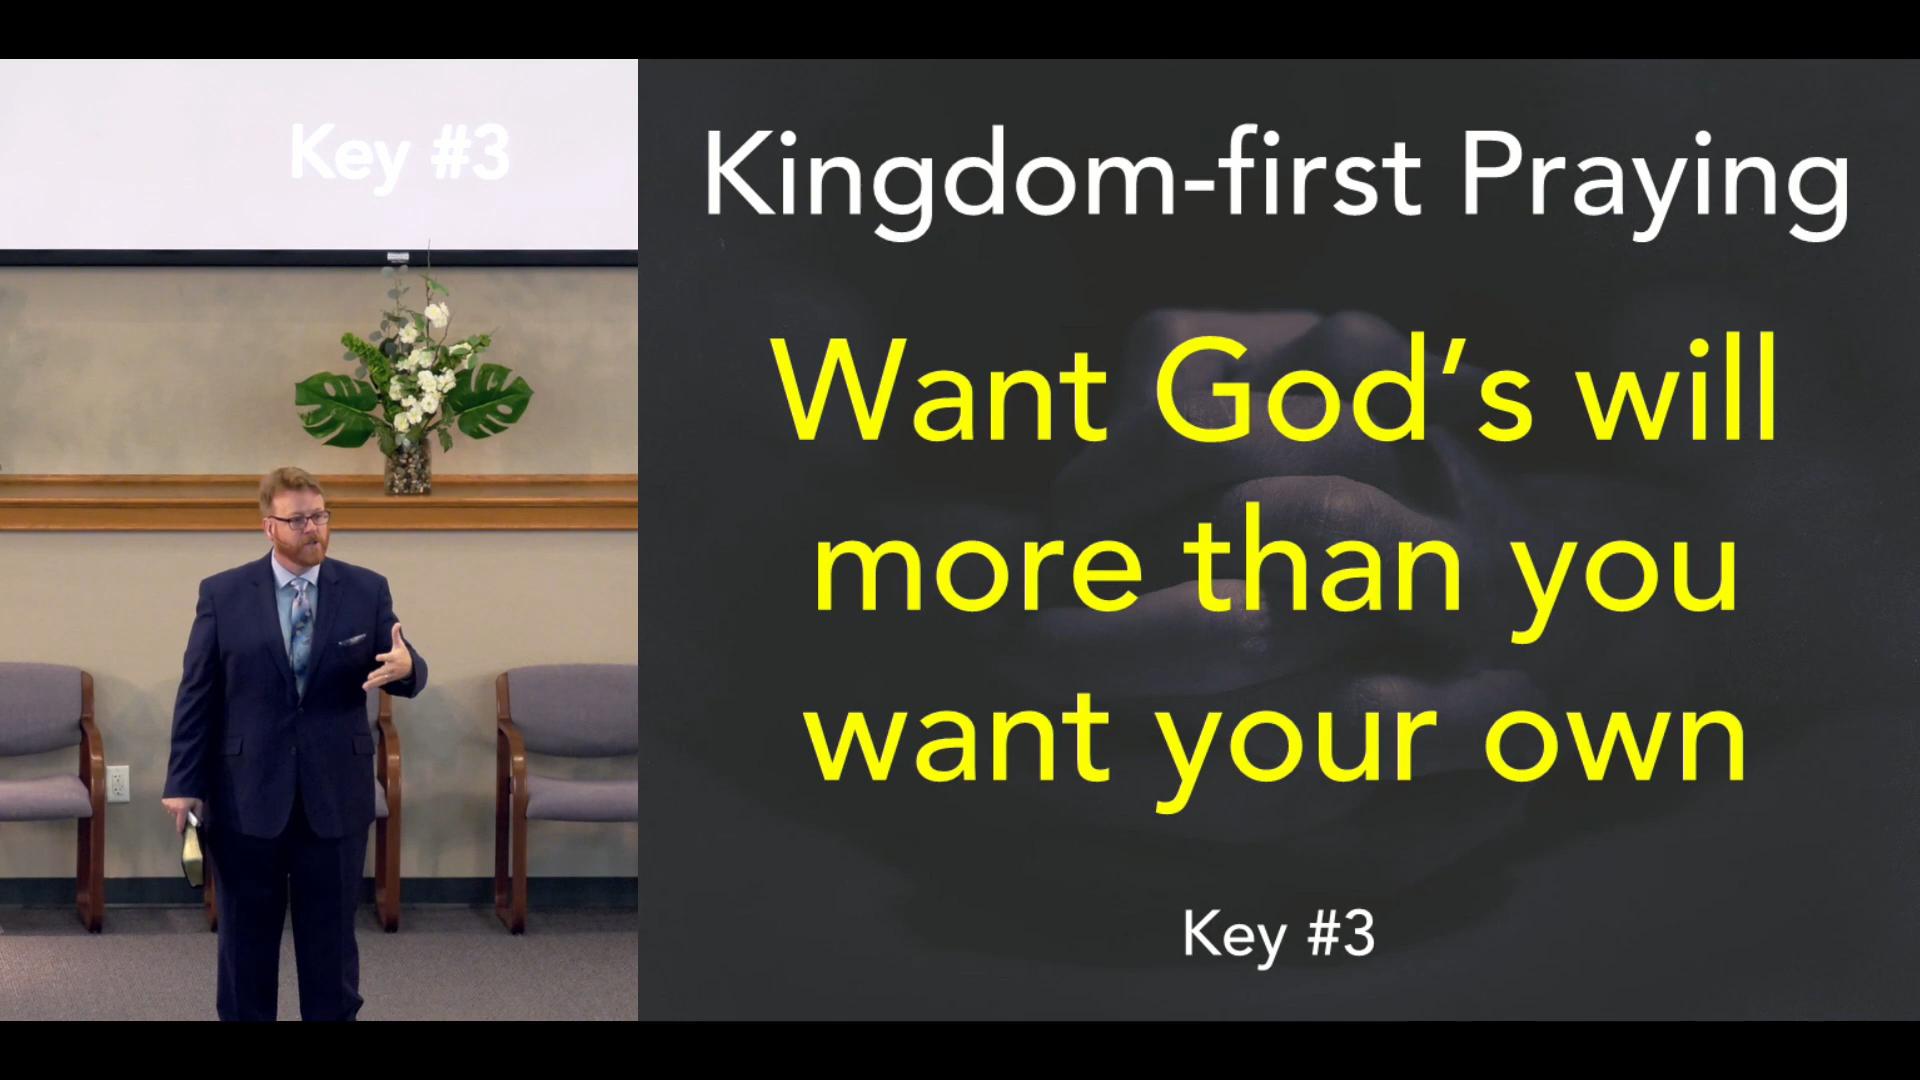 Key #3
Kingdom-first Praying
Want God’s will
more than you
want your own
Key #3